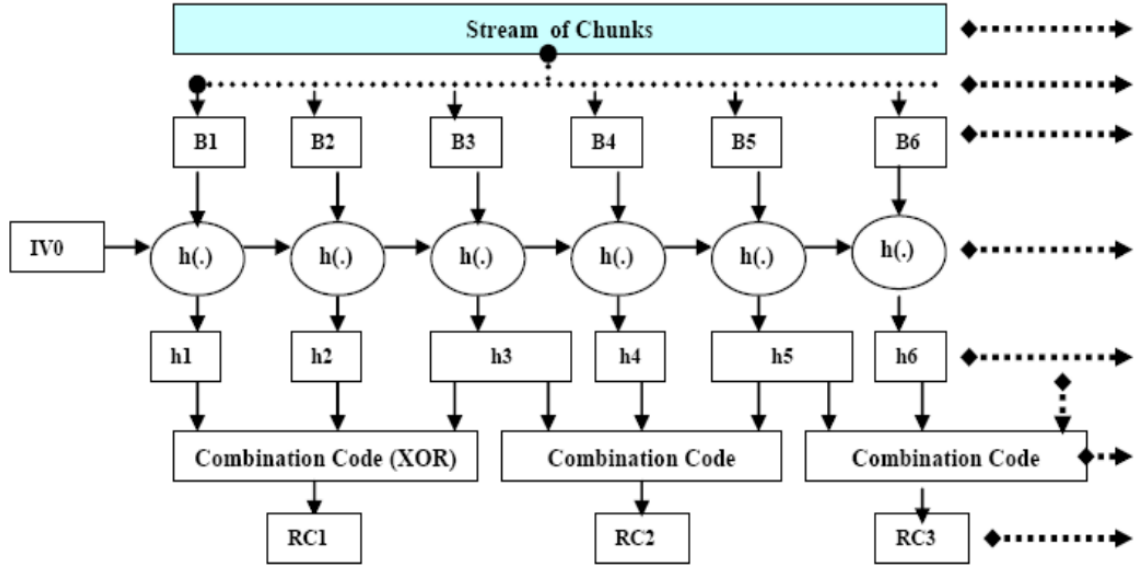 Stream of Chunks
B1 B2 B3 B4 B5 B6
IV0 h(.) h(.) h(.) h(.) h(.) h(.)
h1 h2 h3 h4 h5 h6
Combination Code (XOR) Combination Code Combination Code
RC1 RC2 RC3